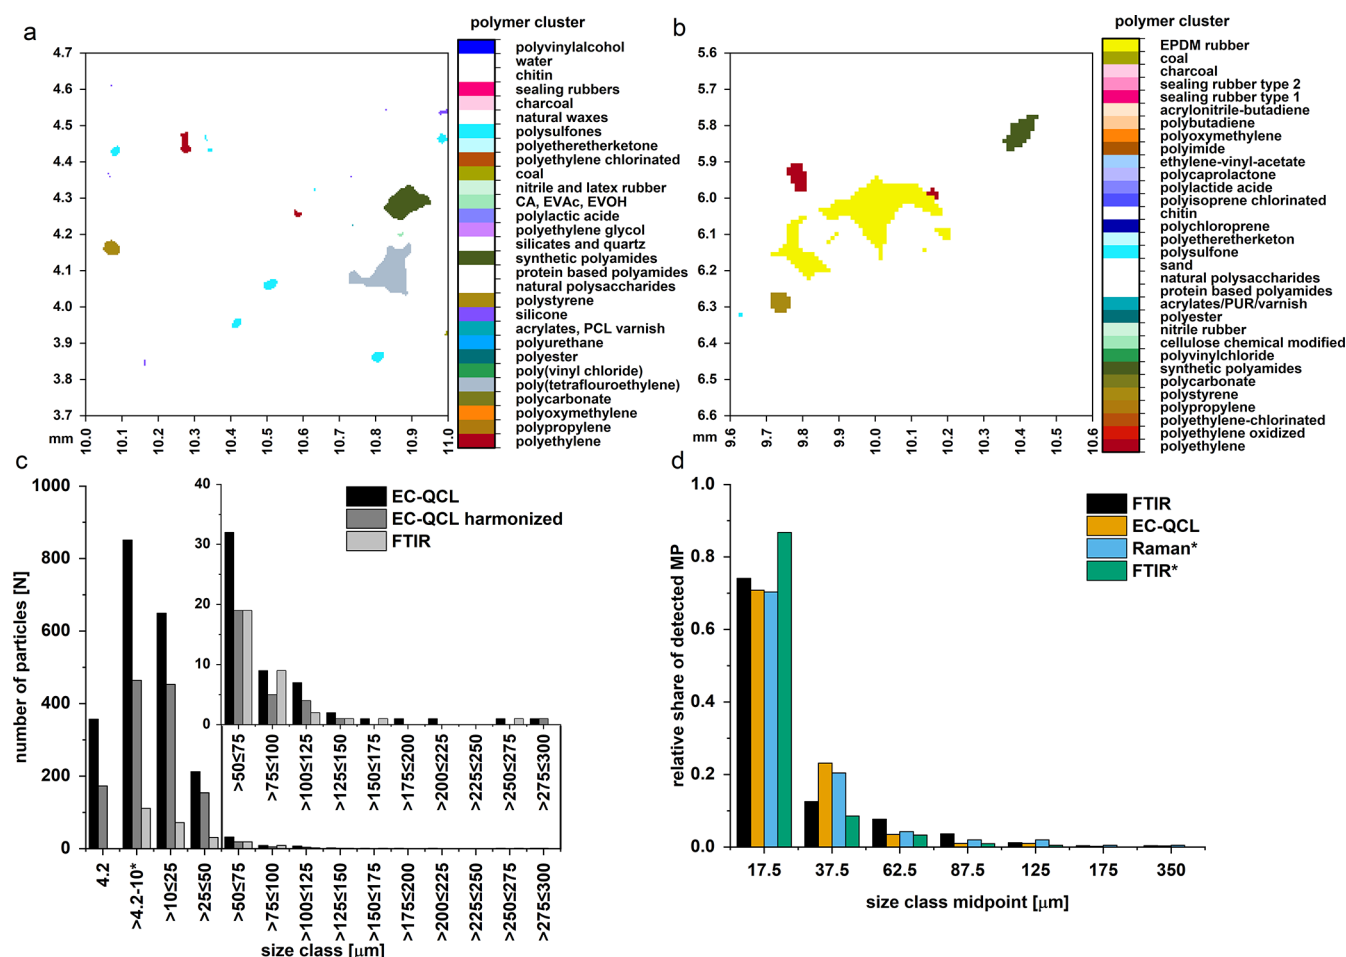 a
polymer cluster
4.7
4.6
4.5
4.4
4.3
4.2
4.1
4.0
3.9
3.8
3.7
mm
10.0
10.1
10.2
10.3
10.4
10.5
10.6
10.7
10.8
10.9
11.0
polyvinylalcohol
water
chitin
sealing rubbers
charcoal
natural waxes
polysulfones
polyetheretherketone
polyethylene chlorinated
coal
nitrile and latex rubber
CA, EVAc, EVOH
polylactic acide
polyethylene glycol
silicates and quartz
synthetic polyamides
protein based polyamides
natural polysaccharides
polystyrene
silicone
acrylates, PCL varnish
polyurethane
polyester
poly(vinyl chloride)
poly(tetraflouroethylene)
polycarbonate
polyoxymethylene
polypropylene
polyethylene
b
polymer cluster
5.6
5.7
5.8
5.9
6.0
6.1
6.2
6.3
6.4
6.5
6.6
mm
9.6
9.7
9.8
9.9
10.0
10.1
10.2
10.3
10.4
10.5
10.6
EPDM rubber
coal
charcoal
sealing rubber type 2
sealing rubber type 1
acrylonitrile-butadiene
polybutadiene
polyoxymethylene
polyimide
ethylene-vinyl-acetate
polycaprolactone
polylactide acide
polyisoprene chlorinated
chitin
polychloroprene
polyetheretherketon
polysulfone
sand
natural polysaccharides
protein based polyamides
acrylates/PUR/varnish
polyester
nitrile rubber
cellulose chemical modified
polyvinylchloride
synthetic polyamides
polycarbonate
polystyrene
polypropylene
polyethylene-chlorinated
polyethylene oxidized
polyethylene
c
number of particles [N]
1000
800
600
400
200
0
40
30
20
10
0
EC-QCL
EC-QCL harmonized
FTIR
>50≤75
>75≤100
>100≤125
>125≤150
>150≤175
>175≤200
>200≤225
>225≤250
>250≤275
>275≤300
4.2
>4.2-10*
>10≤25
>25≤50
>50≤75
>75≤100
>100≤125
>125≤150
>150≤175
>175≤200
>200≤225
>225≤250
>250≤275
>275≤300
size class [μm]
d
relative share of detected MP
1.0
0.8
0.6
0.4
0.2
0.0
FTIR
EC-QCL
Raman*
FTIR*
17.5
37.5
62.5
87.5
125
175
350
size class midpoint [μm]